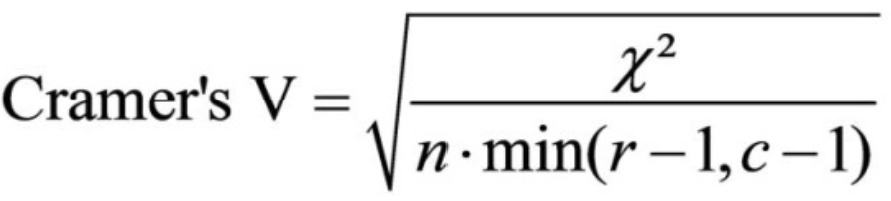 Cramer's V = √(χ² / (n · min(r − 1, c − 1)))